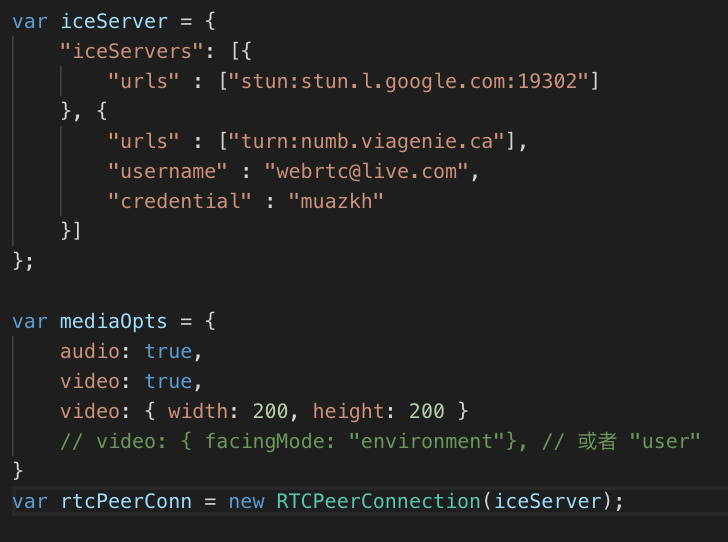 var iceServer = {
    "iceServers": [{
        "urls" : ["stun:stun.l.google.com:19302"]
    }, {
        "urls" : ["turn:numb.viagenie.ca"],
        "username" : "webrtc@live.com",
        "credential" : "muazkh"
    }]
};

var mediaOpts = {
    audio: true,
    video: true,
    video: { width: 200, height: 200 }
    // video: { facingMode: "environment"}, // 或者 "user"
}
var rtcPeerConn = new RTCPeerConnection(iceServer);